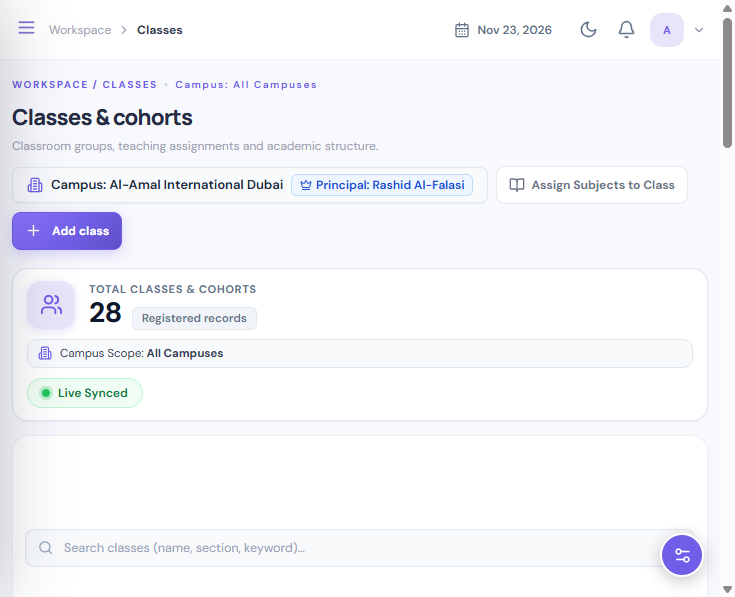 Workspace > Classes
Nov 23, 2026
A
WORKSPACE / CLASSES • Campus: All Campuses
Classes & cohorts
Classroom groups, teaching assignments and academic structure.
Campus: Al-Amal International Dubai
Principal: Rashid Al-Falasi
Assign Subjects to Class
+ Add class
TOTAL CLASSES & COHORTS
28 Registered records
Campus Scope: All Campuses
Live Synced
Search classes (name, section, keyword)...